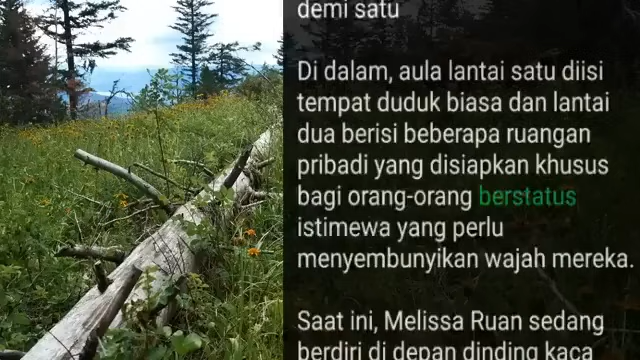 demi satu
Di dalam, aula lantai satu diisi
tempat duduk biasa dan lantai
dua berisi beberapa ruangan
pribadi yang disiapkan khusus
bagi orang-orang berstatus
istimewa yang perlu
menyembunyikan wajah mereka.
Saat ini, Melissa Ruan sedang
berdiri di depan dinding kaca